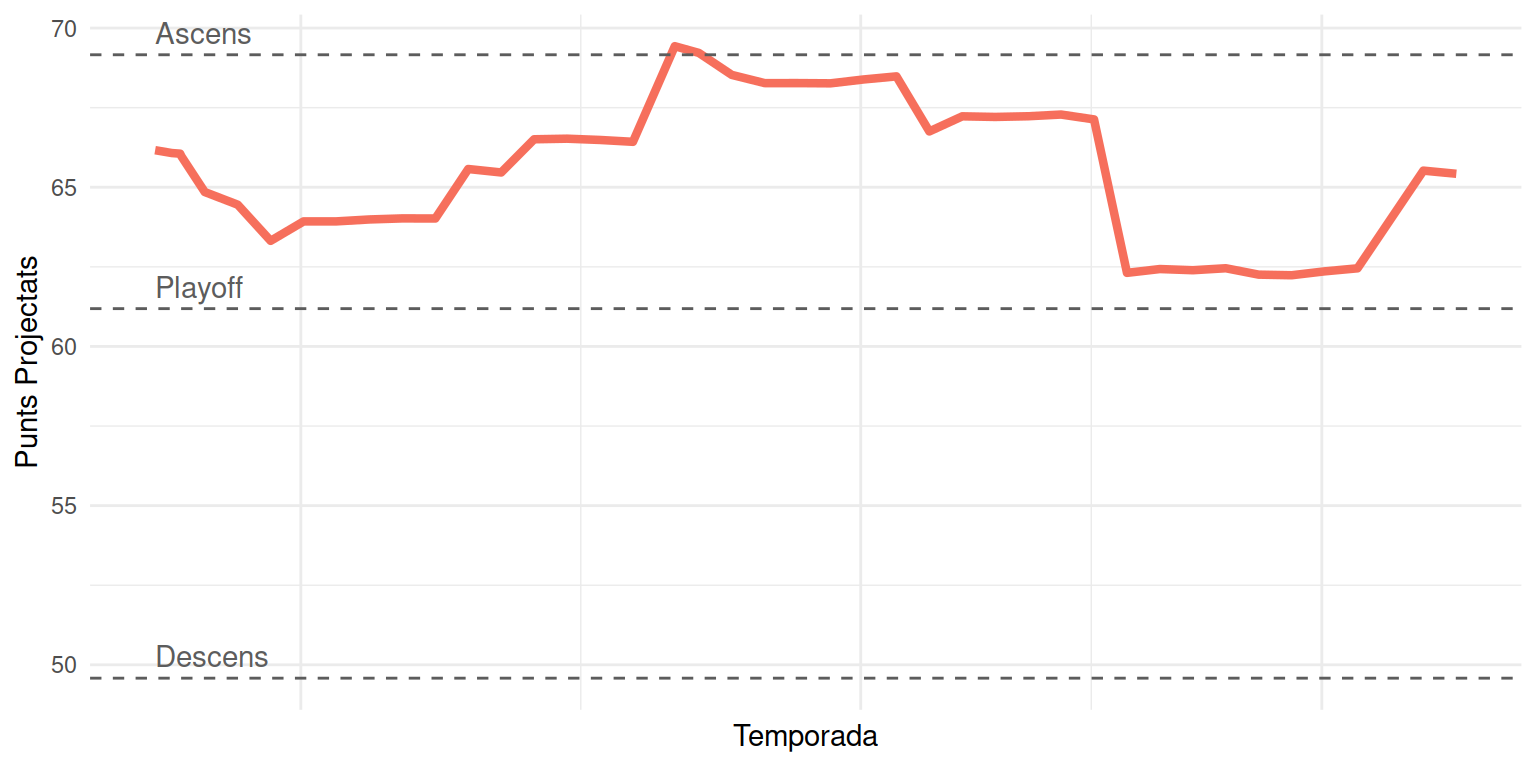 70
Ascens
65
Playoff
60
55
Descens
50
Punts Projectats
Temporada